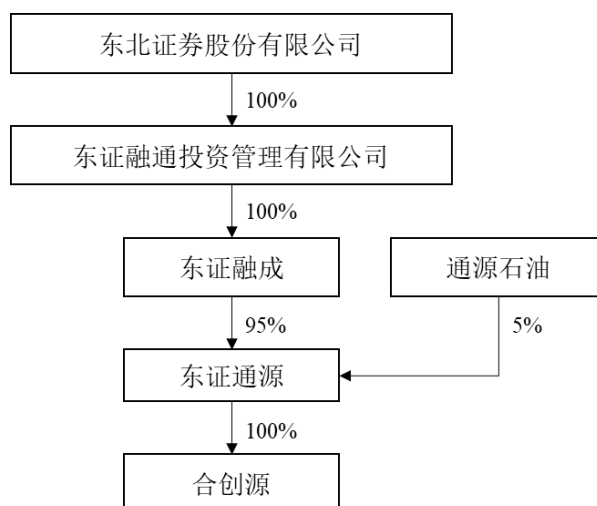 东北证券股份有限公司
100%
东证融通投资管理有限公司
100%
东证融成
通源石油
95%
5%
东证通源
100%
合创源